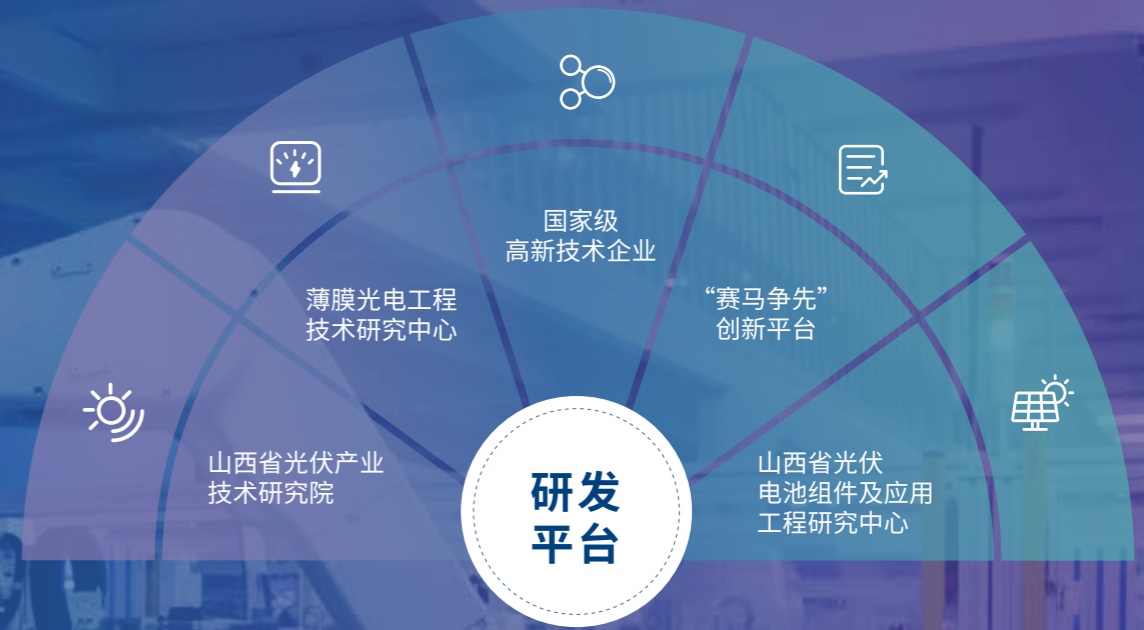 国家级
高新技术企业
薄膜光电工程
技术研究中心
“赛马争先”
创新平台
山西省光伏产业
技术研究院
山西省光伏
电池组件及应用
工程研究中心
研发
平台